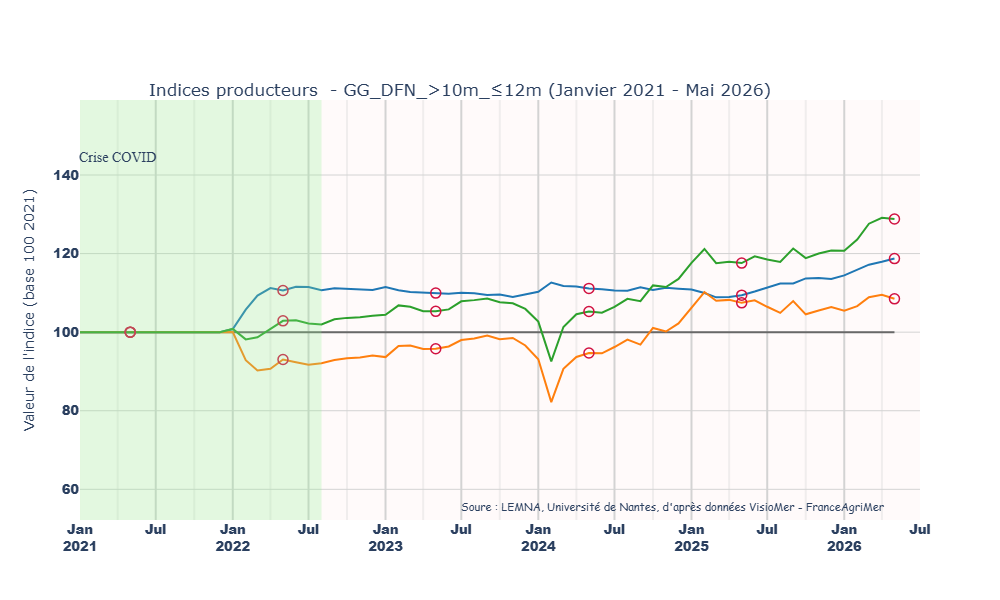 Indices producteurs  - GG_DFN_>10m_≤12m (Janvier 2021 - Mai 2026)
Crise COVID
Valeur de l'indice (base 100 2021)
140
120
100
80
60
Soure : LEMNA, Université de Nantes, d'après données VisioMer - FranceAgriMer
Jan Jul Jan Jul Jan Jul Jan Jul Jan Jul Jan Jul
2021 2022 2023 2024 2025 2026